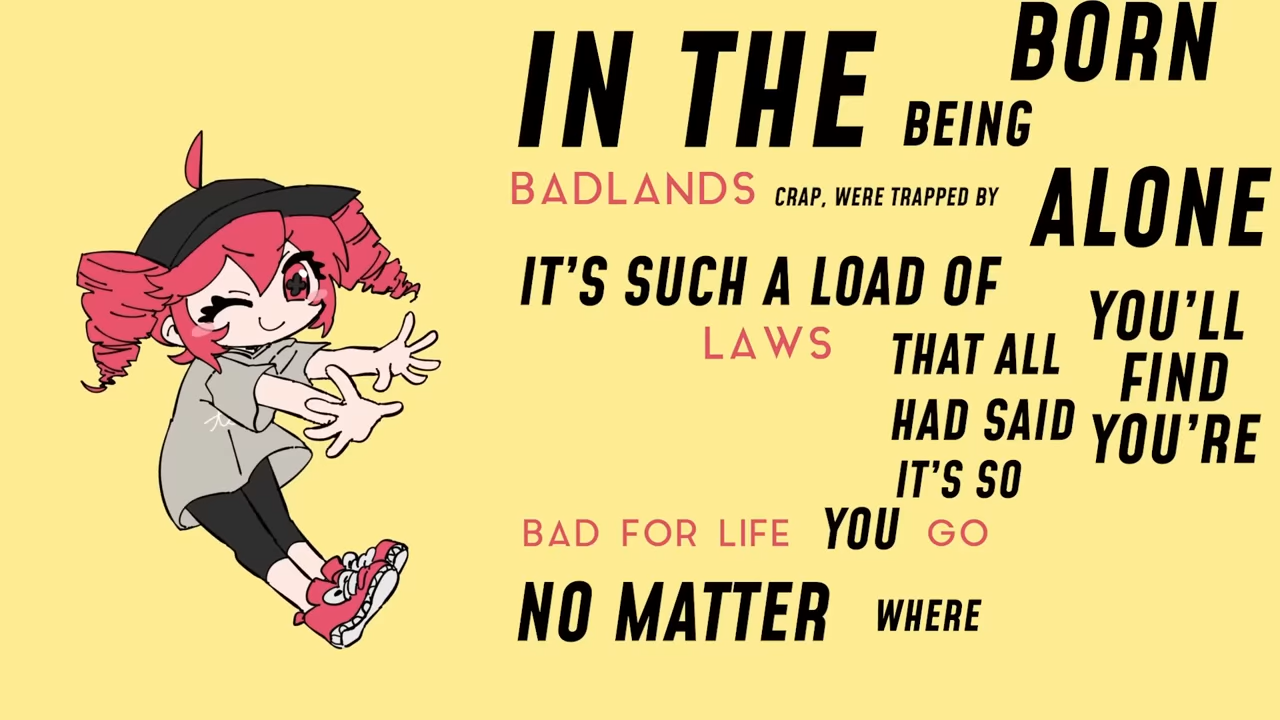 IN THE
BORN
BEING
BADLANDS
CRAP, WERE TRAPPED BY
ALONE
IT'S SUCH A LOAD OF
LAWS
THAT ALL
HAD SAID
IT'S SO
YOU'LL
FIND
YOU'RE
BAD FOR LIFE
YOU
GO
NO MATTER
WHERE